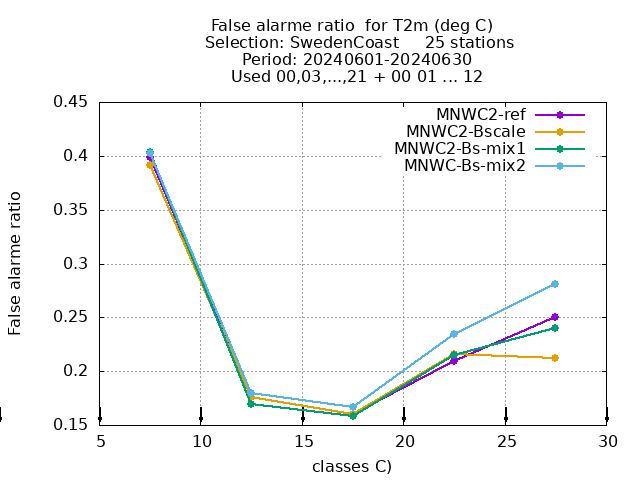 False alarme ratio  for T2m (deg C)
Selection: SwedenCoast     25 stations
Period: 20240601-20240630
Used 00,03,...,21 + 00 01 ... 12
MNWC2-ref
MNWC2-Bscale
MNWC2-Bs-mix1
MNWC-Bs-mix2
False alarme ratio
0.45
0.4
0.35
0.3
0.25
0.2
0.15
5 10 15 20 25 30
classes C)